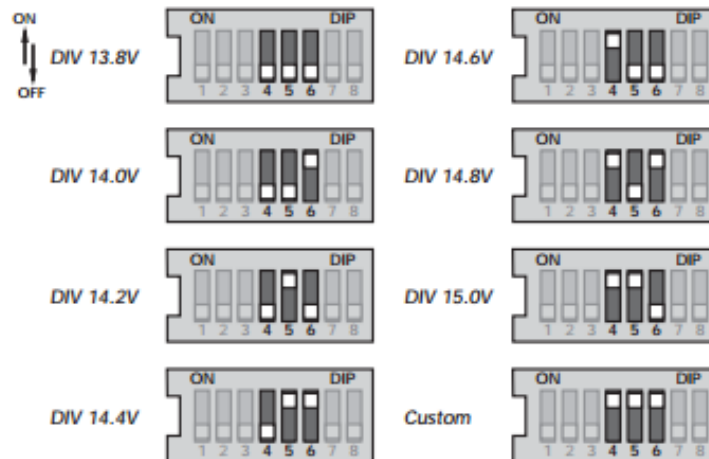 ON
OFF
DIV 13.8V
ON DIP
1 2 3 4 5 6 7 8
DIV 14.6V
ON DIP
1 2 3 4 5 6 7 8
DIV 14.0V
ON DIP
1 2 3 4 5 6 7 8
DIV 14.8V
ON DIP
1 2 3 4 5 6 7 8
DIV 14.2V
ON DIP
1 2 3 4 5 6 7 8
DIV 15.0V
ON DIP
1 2 3 4 5 6 7 8
DIV 14.4V
ON DIP
1 2 3 4 5 6 7 8
Custom
ON DIP
1 2 3 4 5 6 7 8